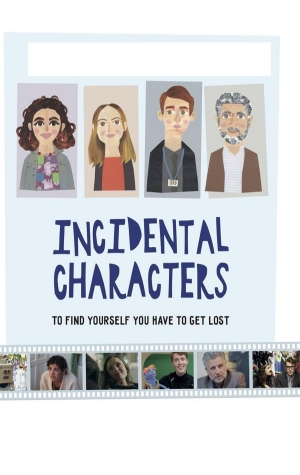 INCIDENTAL
CHARACTERS
TO FIND YOURSELF YOU HAVE TO GET LOST